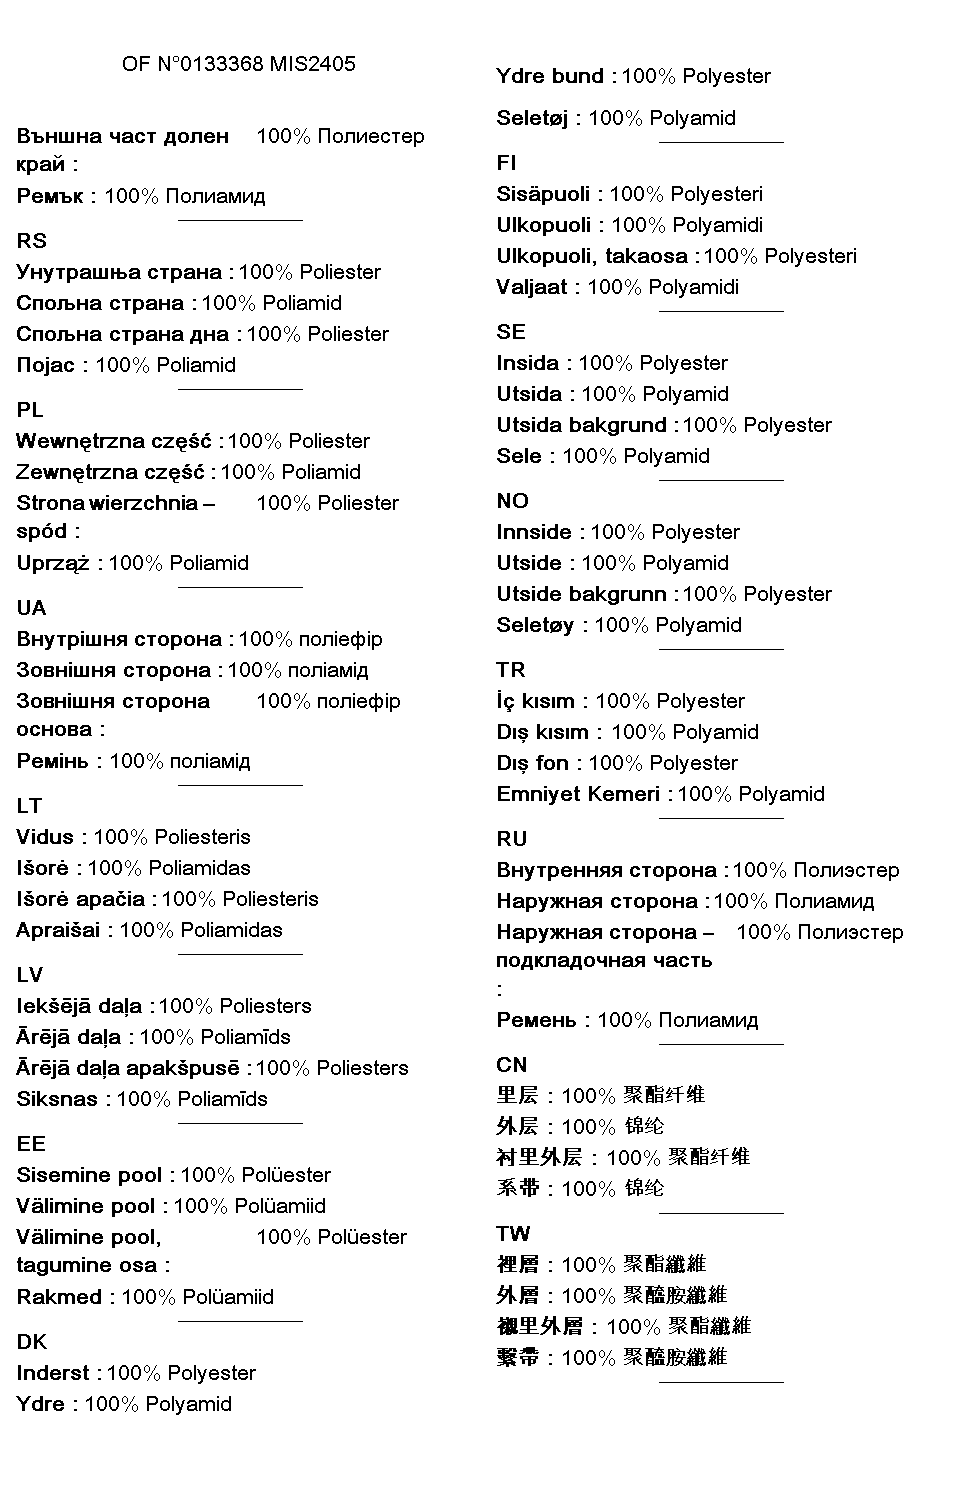 OF N°0133368 MIS2405
Външна част долен 100% Полиестер
край :
Ремък : 100% Полиамид
RS
Унутрашња страна : 100% Poliester
Спољна страна : 100% Poliamid
Спољна страна дна : 100% Poliester
Појас : 100% Poliamid
PL
Wewnętrzna część : 100% Poliester
Zewnętrzna część : 100% Poliamid
Strona wierzchnia – 100% Poliester
spód :
Uprząż : 100% Poliamid
UA
Внутрішня сторона : 100% поліефір
Зовнішня сторона : 100% поліамід
Зовнішня сторона 100% поліефір
основа :
Ремінь : 100% поліамід
LT
Vidus : 100% Poliesteris
Išorė : 100% Poliamidas
Išorė apačia : 100% Poliesteris
Apraišai : 100% Poliamidas
LV
Iekšējā daļa : 100% Poliesters
Ārējā daļa : 100% Poliamīds
Ārējā daļa apakšpusē : 100% Poliesters
Siksnas : 100% Poliamīds
EE
Sisemine pool : 100% Polüester
Välimine pool : 100% Polüamiid
Välimine pool, 100% Polüester
tagumine osa :
Rakmed : 100% Polüamiid
DK
Inderst : 100% Polyester
Ydre : 100% Polyamid
Ydre bund : 100% Polyester
Seletøj : 100% Polyamid
FI
Sisäpuoli : 100% Polyesteri
Ulkopuoli : 100% Polyamidi
Ulkopuoli, takaosa : 100% Polyesteri
Valjaat : 100% Polyamidi
SE
Insida : 100% Polyester
Utsida : 100% Polyamid
Utsida bakgrund : 100% Polyester
Sele : 100% Polyamid
NO
Innside : 100% Polyester
Utside : 100% Polyamid
Utside bakgrunn : 100% Polyester
Seletøy : 100% Polyamid
TR
İç kısım : 100% Polyester
Dış kısım : 100% Polyamid
Dış fon : 100% Polyester
Emniyet Kemeri : 100% Polyamid
RU
Внутренняя сторона : 100% Полиэстер
Наружная сторона : 100% Полиамид
Наружная сторона – 100% Полиэстер
подкладочная часть
:
Ремень : 100% Полиамид
CN
里层 : 100% 聚酯纤维
外层 : 100% 锦纶
衬里外层 : 100% 聚酯纤维
系带 : 100% 锦纶
TW
裡層 : 100% 聚酯纖維
外層 : 100% 聚醯胺纖維
襯里外層 : 100% 聚酯纖維
繫帶 : 100% 聚醯胺纖維